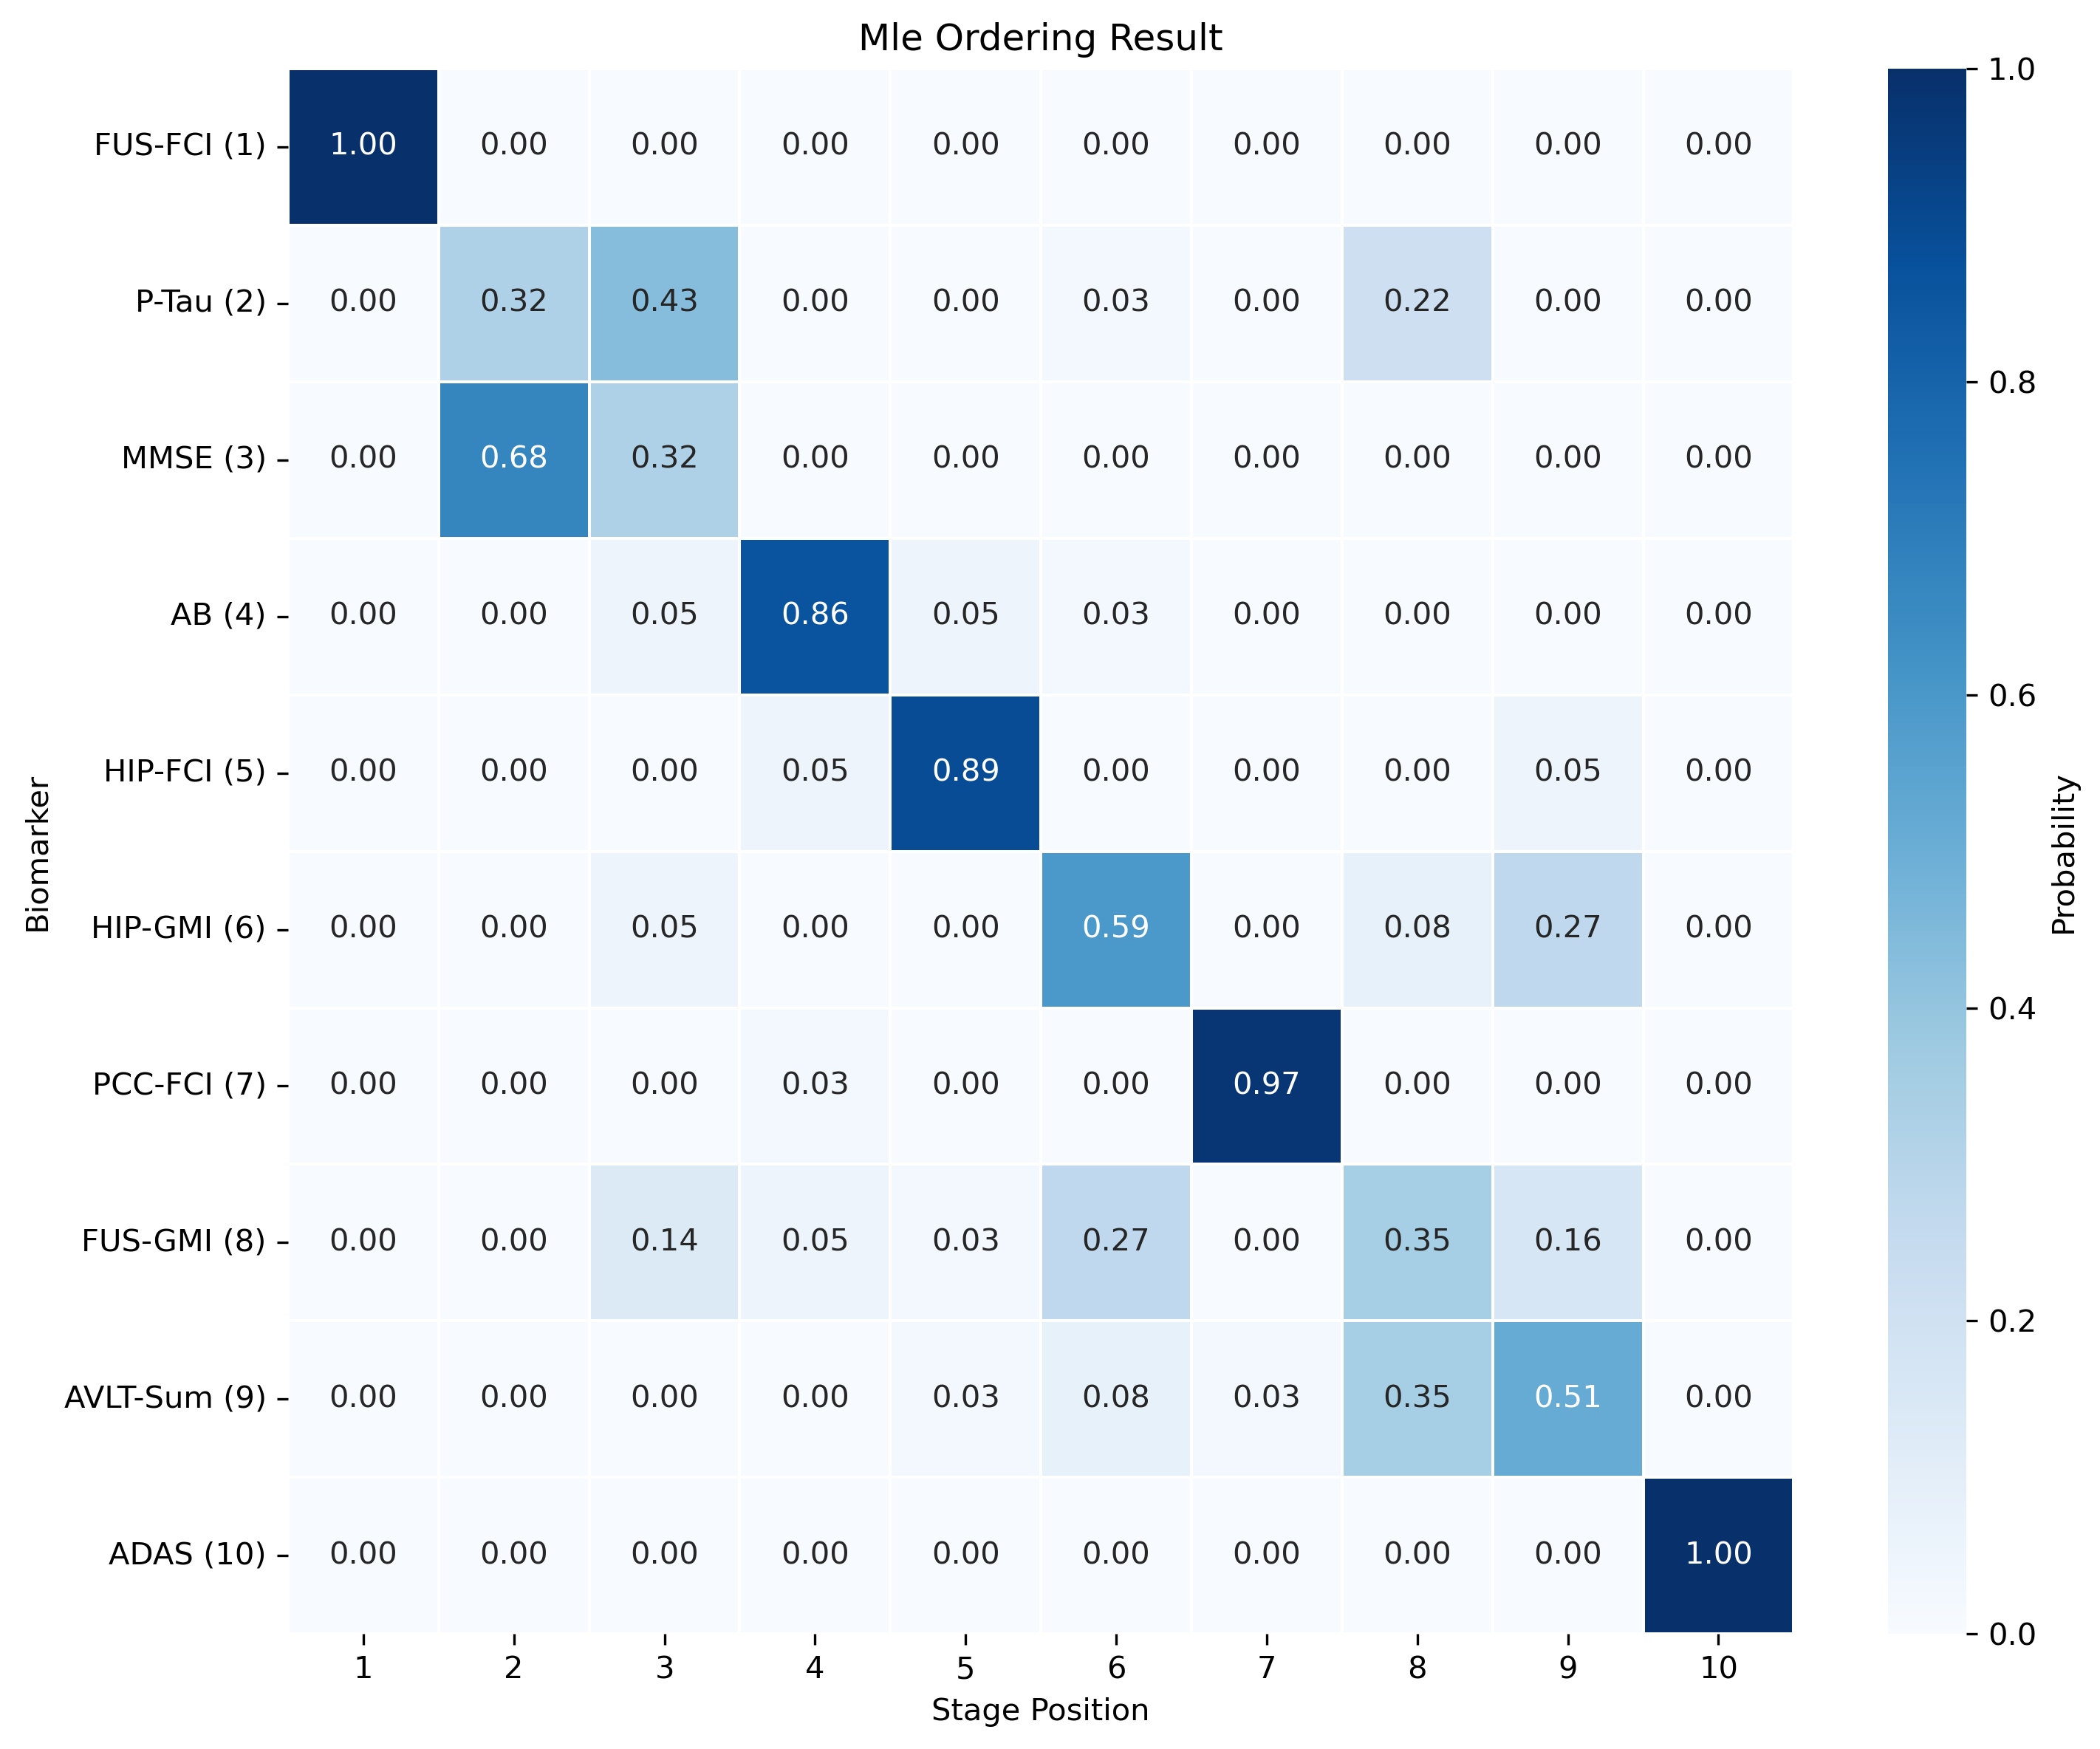 Mle Ordering Result
FUS-FCI (1) 1.00 0.00 0.00 0.00 0.00 0.00 0.00 0.00 0.00 0.00
P-Tau (2) 0.00 0.32 0.43 0.00 0.00 0.03 0.00 0.22 0.00 0.00
MMSE (3) 0.00 0.68 0.32 0.00 0.00 0.00 0.00 0.00 0.00 0.00
AB (4) 0.00 0.00 0.05 0.86 0.05 0.03 0.00 0.00 0.00 0.00
HIP-FCI (5) 0.00 0.00 0.00 0.05 0.89 0.00 0.00 0.00 0.05 0.00
HIP-GMI (6) 0.00 0.00 0.05 0.00 0.00 0.59 0.00 0.08 0.27 0.00
PCC-FCI (7) 0.00 0.00 0.00 0.03 0.00 0.00 0.97 0.00 0.00 0.00
FUS-GMI (8) 0.00 0.00 0.14 0.05 0.03 0.27 0.00 0.35 0.16 0.00
AVLT-Sum (9) 0.00 0.00 0.00 0.00 0.03 0.08 0.03 0.35 0.51 0.00
ADAS (10) 0.00 0.00 0.00 0.00 0.00 0.00 0.00 0.00 0.00 1.00
1 2 3 4 5 6 7 8 9 10
Stage Position
Biomarker
1.0
0.8
0.6
0.4
0.2
0.0
Probability